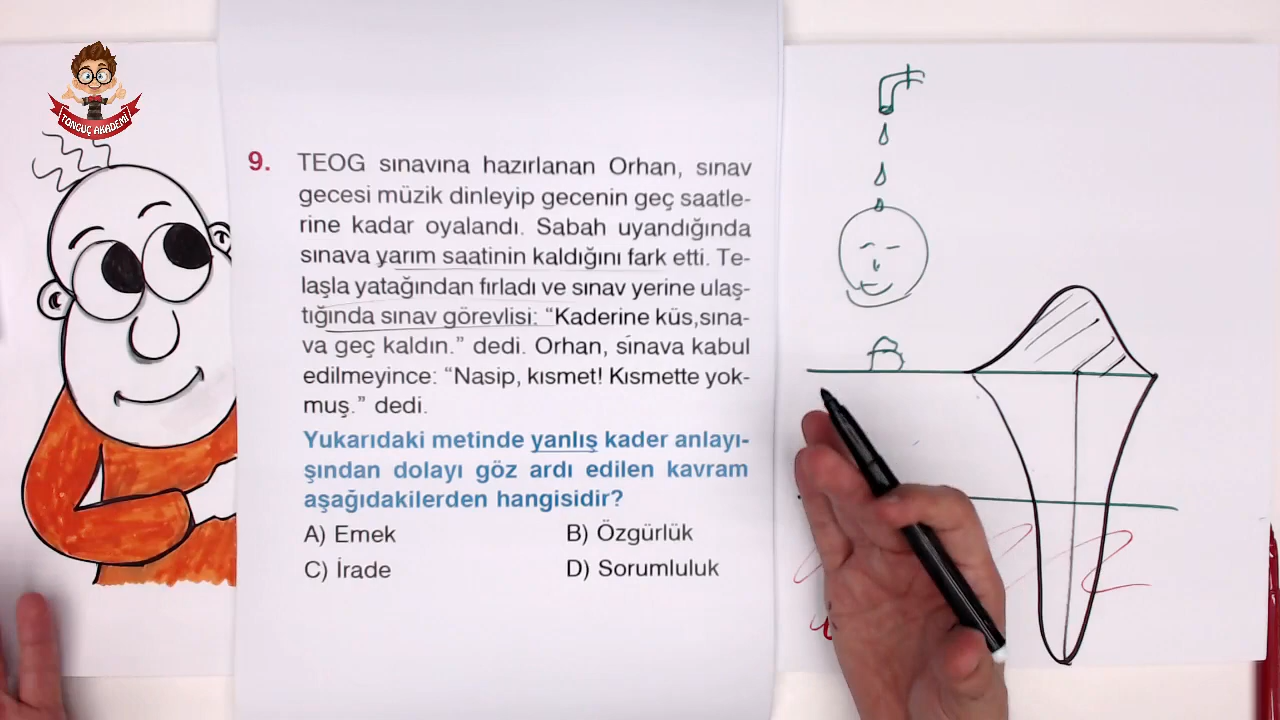 TONGUÇ AKADEMİ
9. TEOG sınavına hazırlanan Orhan, sınav
gecesi müzik dinleyip gecenin geç saatle-
rine kadar oyalandı. Sabah uyandığında
sınava yarım saatinin kaldığını fark etti. Te-
laşla yatağından fırladı ve sınav yerine ulaş-
tığında sınav görevlisi: “Kaderine küs,sına-
va geç kaldın.” dedi. Orhan, sınava kabul
edilmeyince: “Nasip, kısmet! Kısmette yok-
muş.” dedi.
Yukarıdaki metinde yanlış kader anlayı-
şından dolayı göz ardı edilen kavram
aşağıdakilerden hangisidir?
A) Emek
B) Özgürlük
C) İrade
D) Sorumluluk